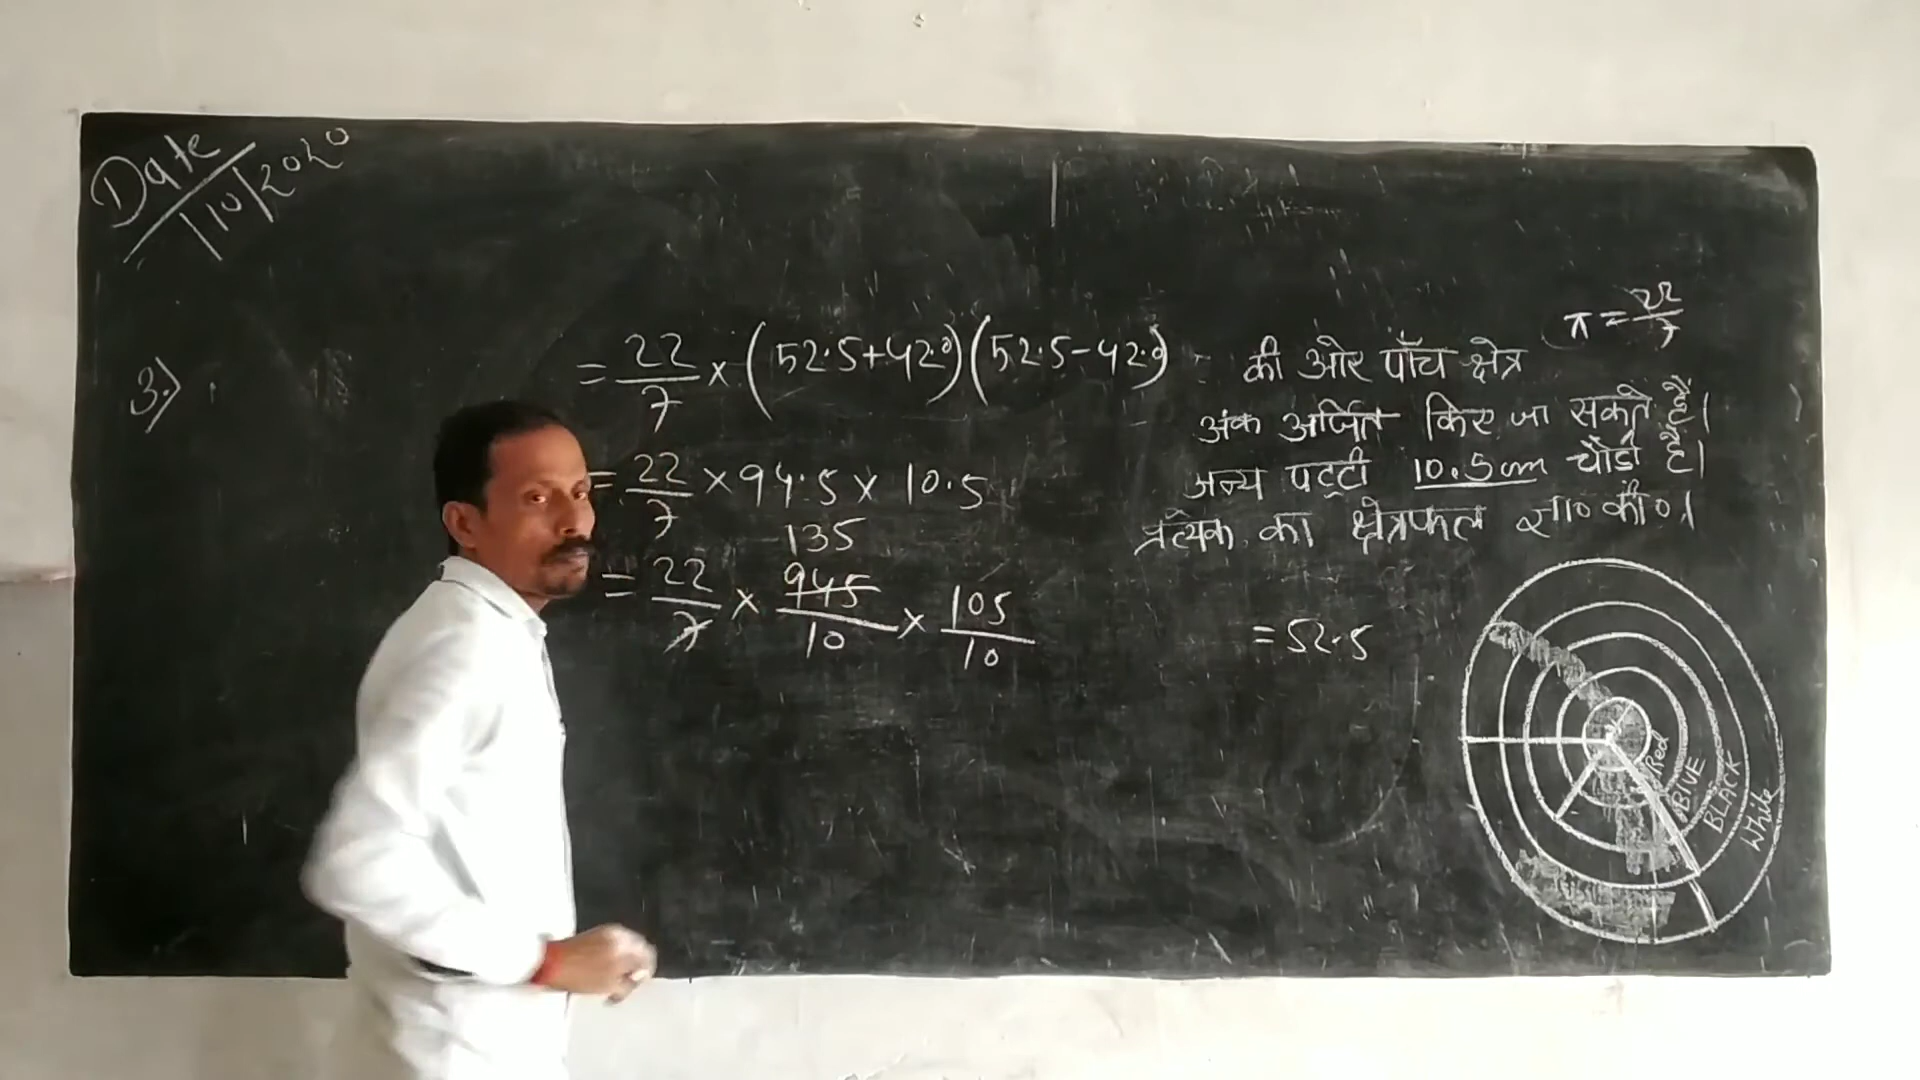 Date
/10/2020
π = 22/7
3.)
= 22/7 × (52.5+42.0)(52.5-42.0)
की ओर पाँच क्षेत्र
अंक अर्जित किए जा सकते हैं।
= 22/7 × 94.5 × 10.5
अन्य पट्टी 10.5cm चौडी है।
प्रत्येक का क्षेत्रफल ज्ञा० की०।
135
= 22/7 × 945/10 × 105/10
= 52.5
Red
BlVE
BLACK
White